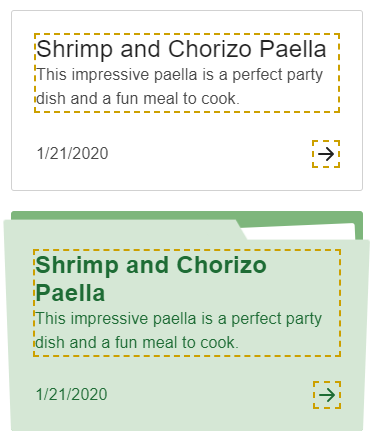 Shrimp and Chorizo Paella
This impressive paella is a perfect party
dish and a fun meal to cook.
1/21/2020
Shrimp and Chorizo
Paella
This impressive paella is a perfect party
dish and a fun meal to cook.
1/21/2020